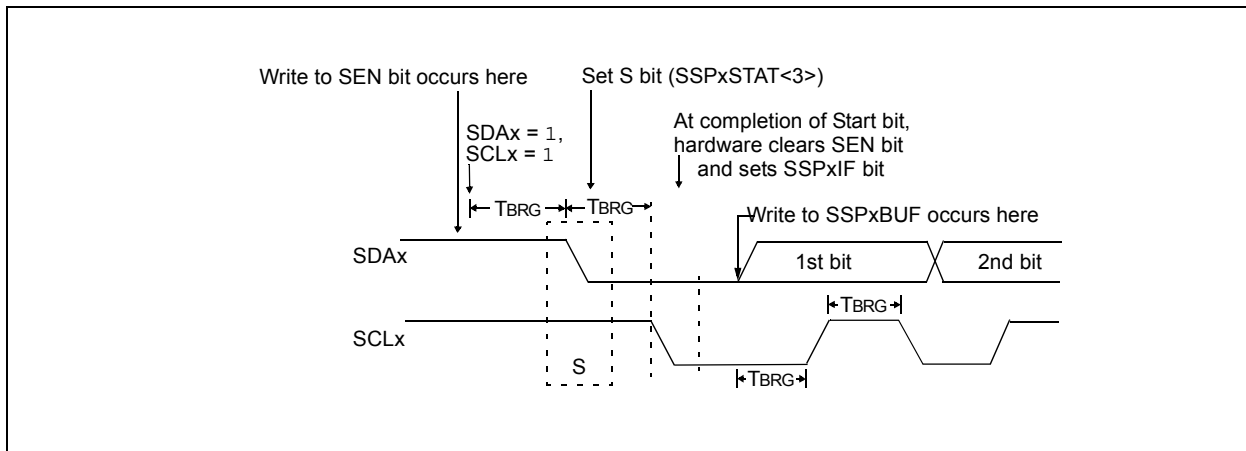 Write to SEN bit occurs here
Set S bit (SSPxSTAT<3>)
SDAx = 1,
SCLx = 1
At completion of Start bit,
hardware clears SEN bit
and sets SSPxIF bit
TBRG
TBRG
Write to SSPxBUF occurs here
SDAx
1st bit
2nd bit
TBRG
SCLx
S
TBRG